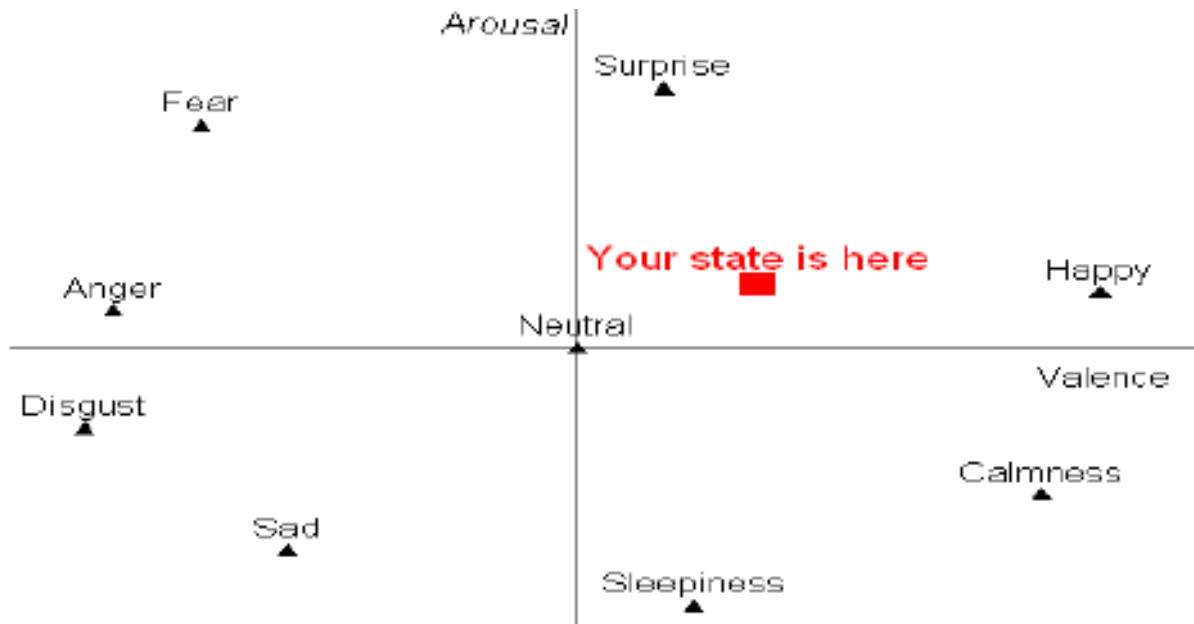 Arousal
Surprise
Fear
Your state is here
Happy
Anger
Neutral
Valence
Disgust
Calmness
Sad
Sleepiness